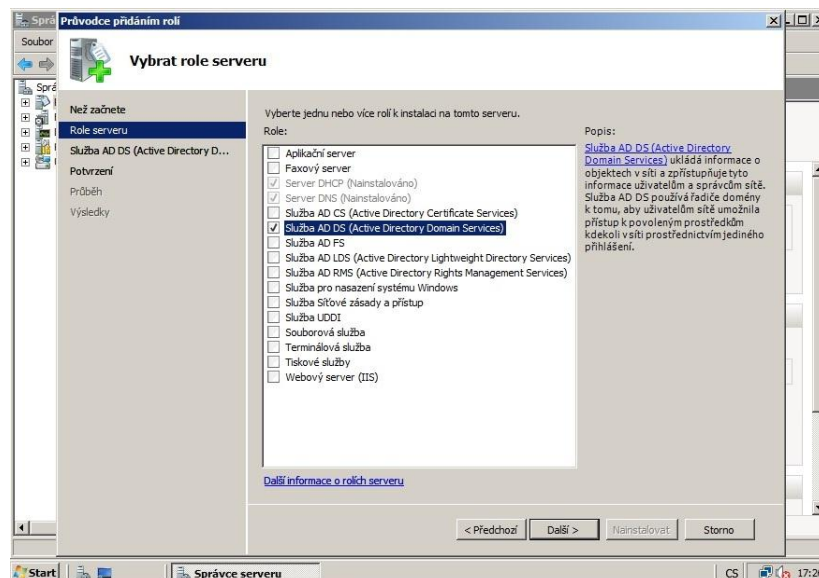 Sprá
Průvodce přidáním rolí
Soubor
Vybrat role serveru
Sprá
Než začnete
Role serveru
Služba AD DS (Active Directory D...
Potvrzení
Průběh
Výsledky
Vyberte jednu nebo více rolí k instalaci na tomto serveru.
Role:
Aplikační server
Faxový server
Server DHCP (Nainstalováno)
Server DNS (Nainstalováno)
Služba AD CS (Active Directory Certificate Services)
Služba AD DS (Active Directory Domain Services)
Služba AD FS
Služba AD LDS (Active Directory Lightweight Directory Services)
Služba AD RMS (Active Directory Rights Management Services)
Služba pro nasazení systému Windows
Služba Síťové zásady a přístup
Služba UDDI
Souborová služba
Terminálová služba
Tiskové služby
Webový server (IIS)
Další informace o rolích serveru
Popis:
Služba AD DS (Active Directory
Domain Services) ukládá informace o
objektech v síti a zpřístupňuje tyto
informace uživatelům a správcům sítě.
Služba AD DS používá řadiče domény
k tomu, aby uživatelům sítě umožnila
přístup k povoleným prostředkům
kdekoli v síti prostřednictvím jediného
přihlášení.
< Předchozí
Další >
Nainstalovat
Storno
Start
Správce serveru
CS